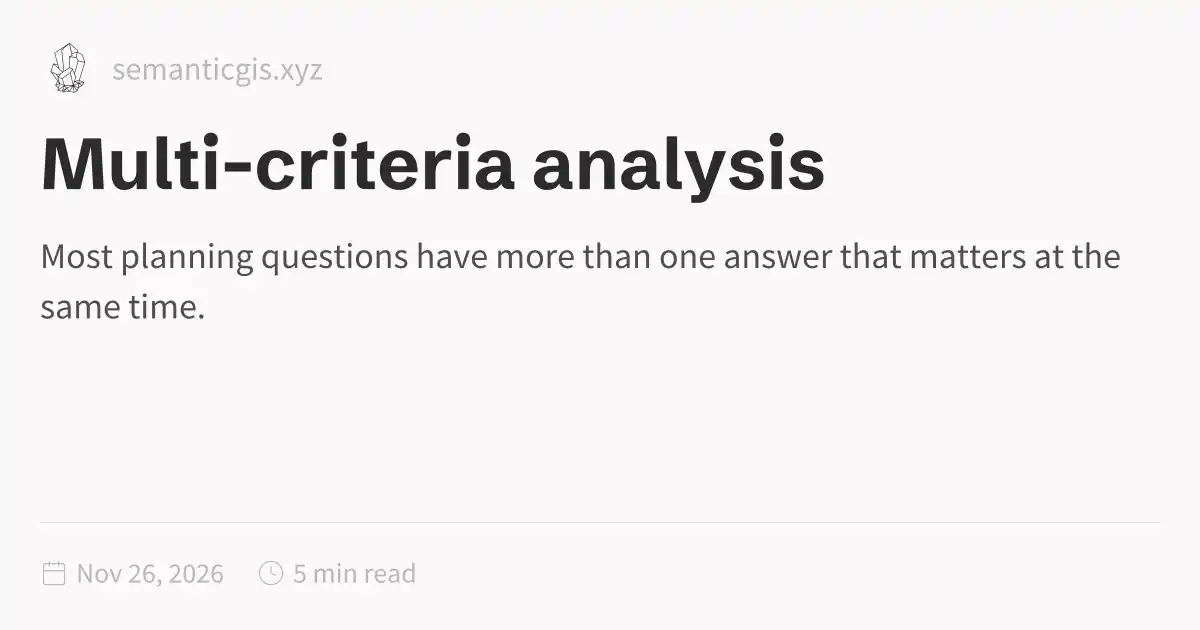 semanticgis.xyz
Multi-criteria analysis
Most planning questions have more than one answer that matters at the
same time.
Nov 26, 2026
5 min read